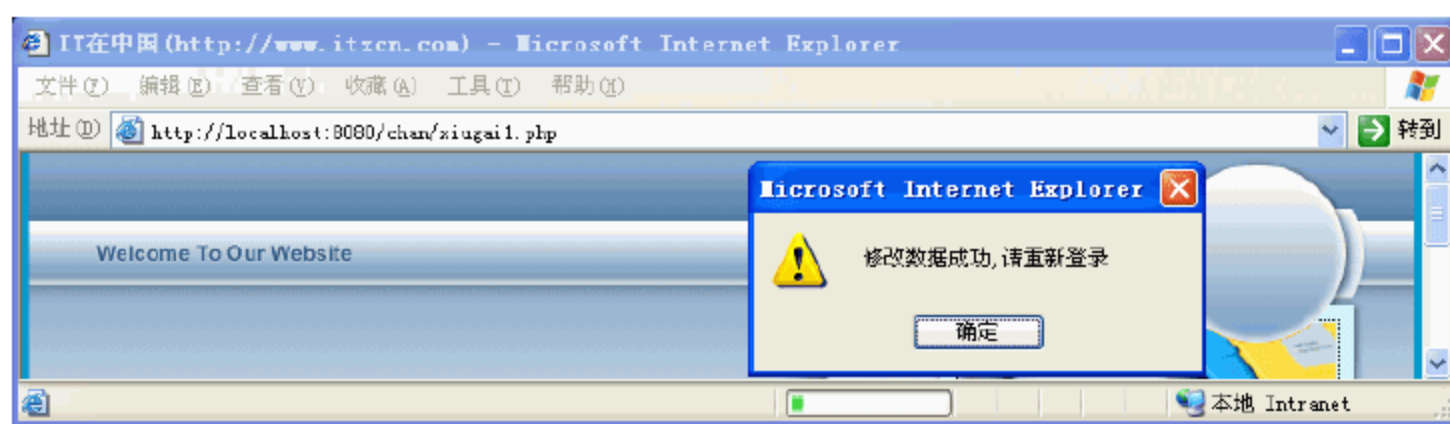 IT在中国(http://www.itzcn.com) - Microsoft Internet Explorer
文件(F) 编辑(E) 查看(V) 收藏(A) 工具(T) 帮助(H)
地址(D) http://localhost:8080/chan/xiugai1.php 转到
Microsoft Internet Explorer
Welcome To Our Website
修改数据成功,请重新登录
确定
本地 Intranet